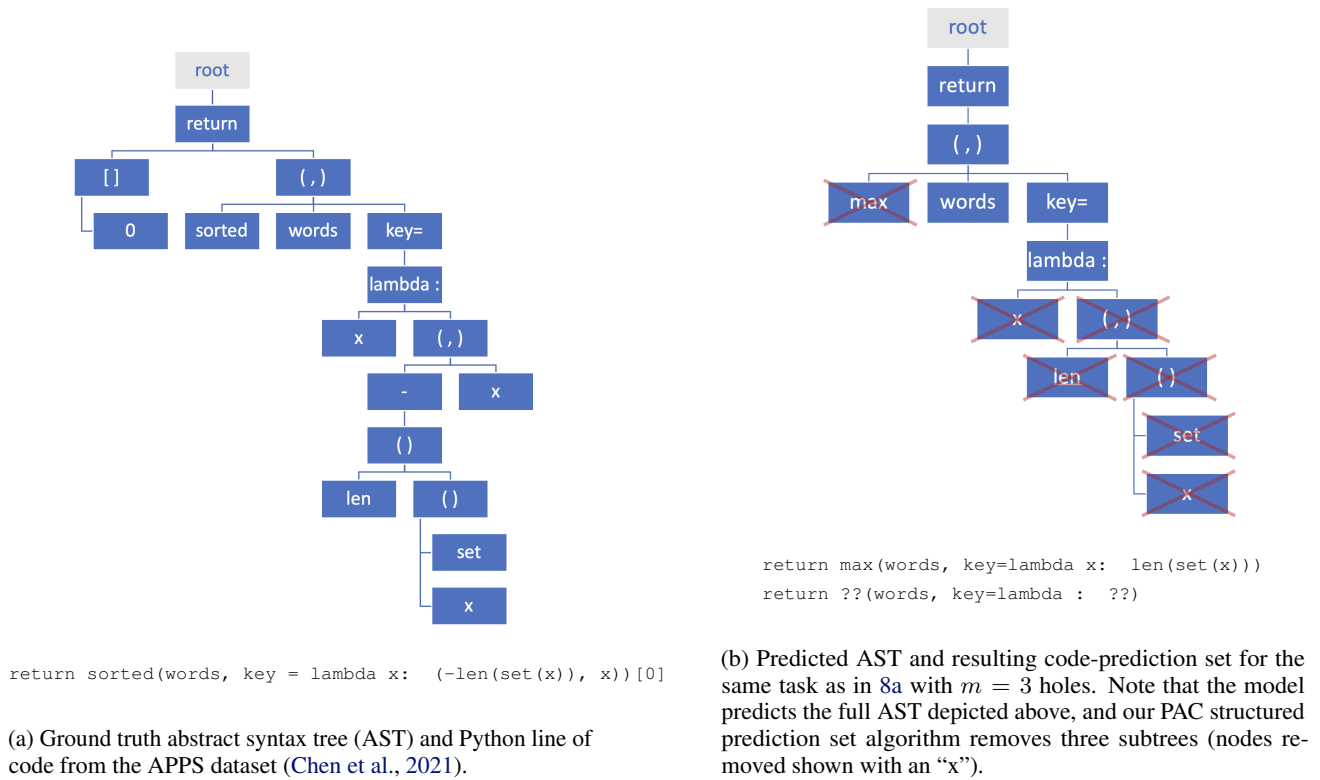 root
return
[ ]
( , )
0
sorted
words
key=
lambda :
x
( , )
-
x
( )
len
( )
set
x
return sorted(words, key = lambda x: (-len(set(x)), x))[0]
(a) Ground truth abstract syntax tree (AST) and Python line of
code from the APPS dataset (Chen et al., 2021).
root
return
( , )
max
words
key=
lambda :
x
( , )
len
( )
set
x
return max(words, key=lambda x: len(set(x)))
return ??(words, key=lambda : ??)
(b) Predicted AST and resulting code-prediction set for the
same task as in 8a with m = 3 holes. Note that the model
predicts the full AST depicted above, and our PAC structured
prediction set algorithm removes three subtrees (nodes re-
moved shown with an “x”).